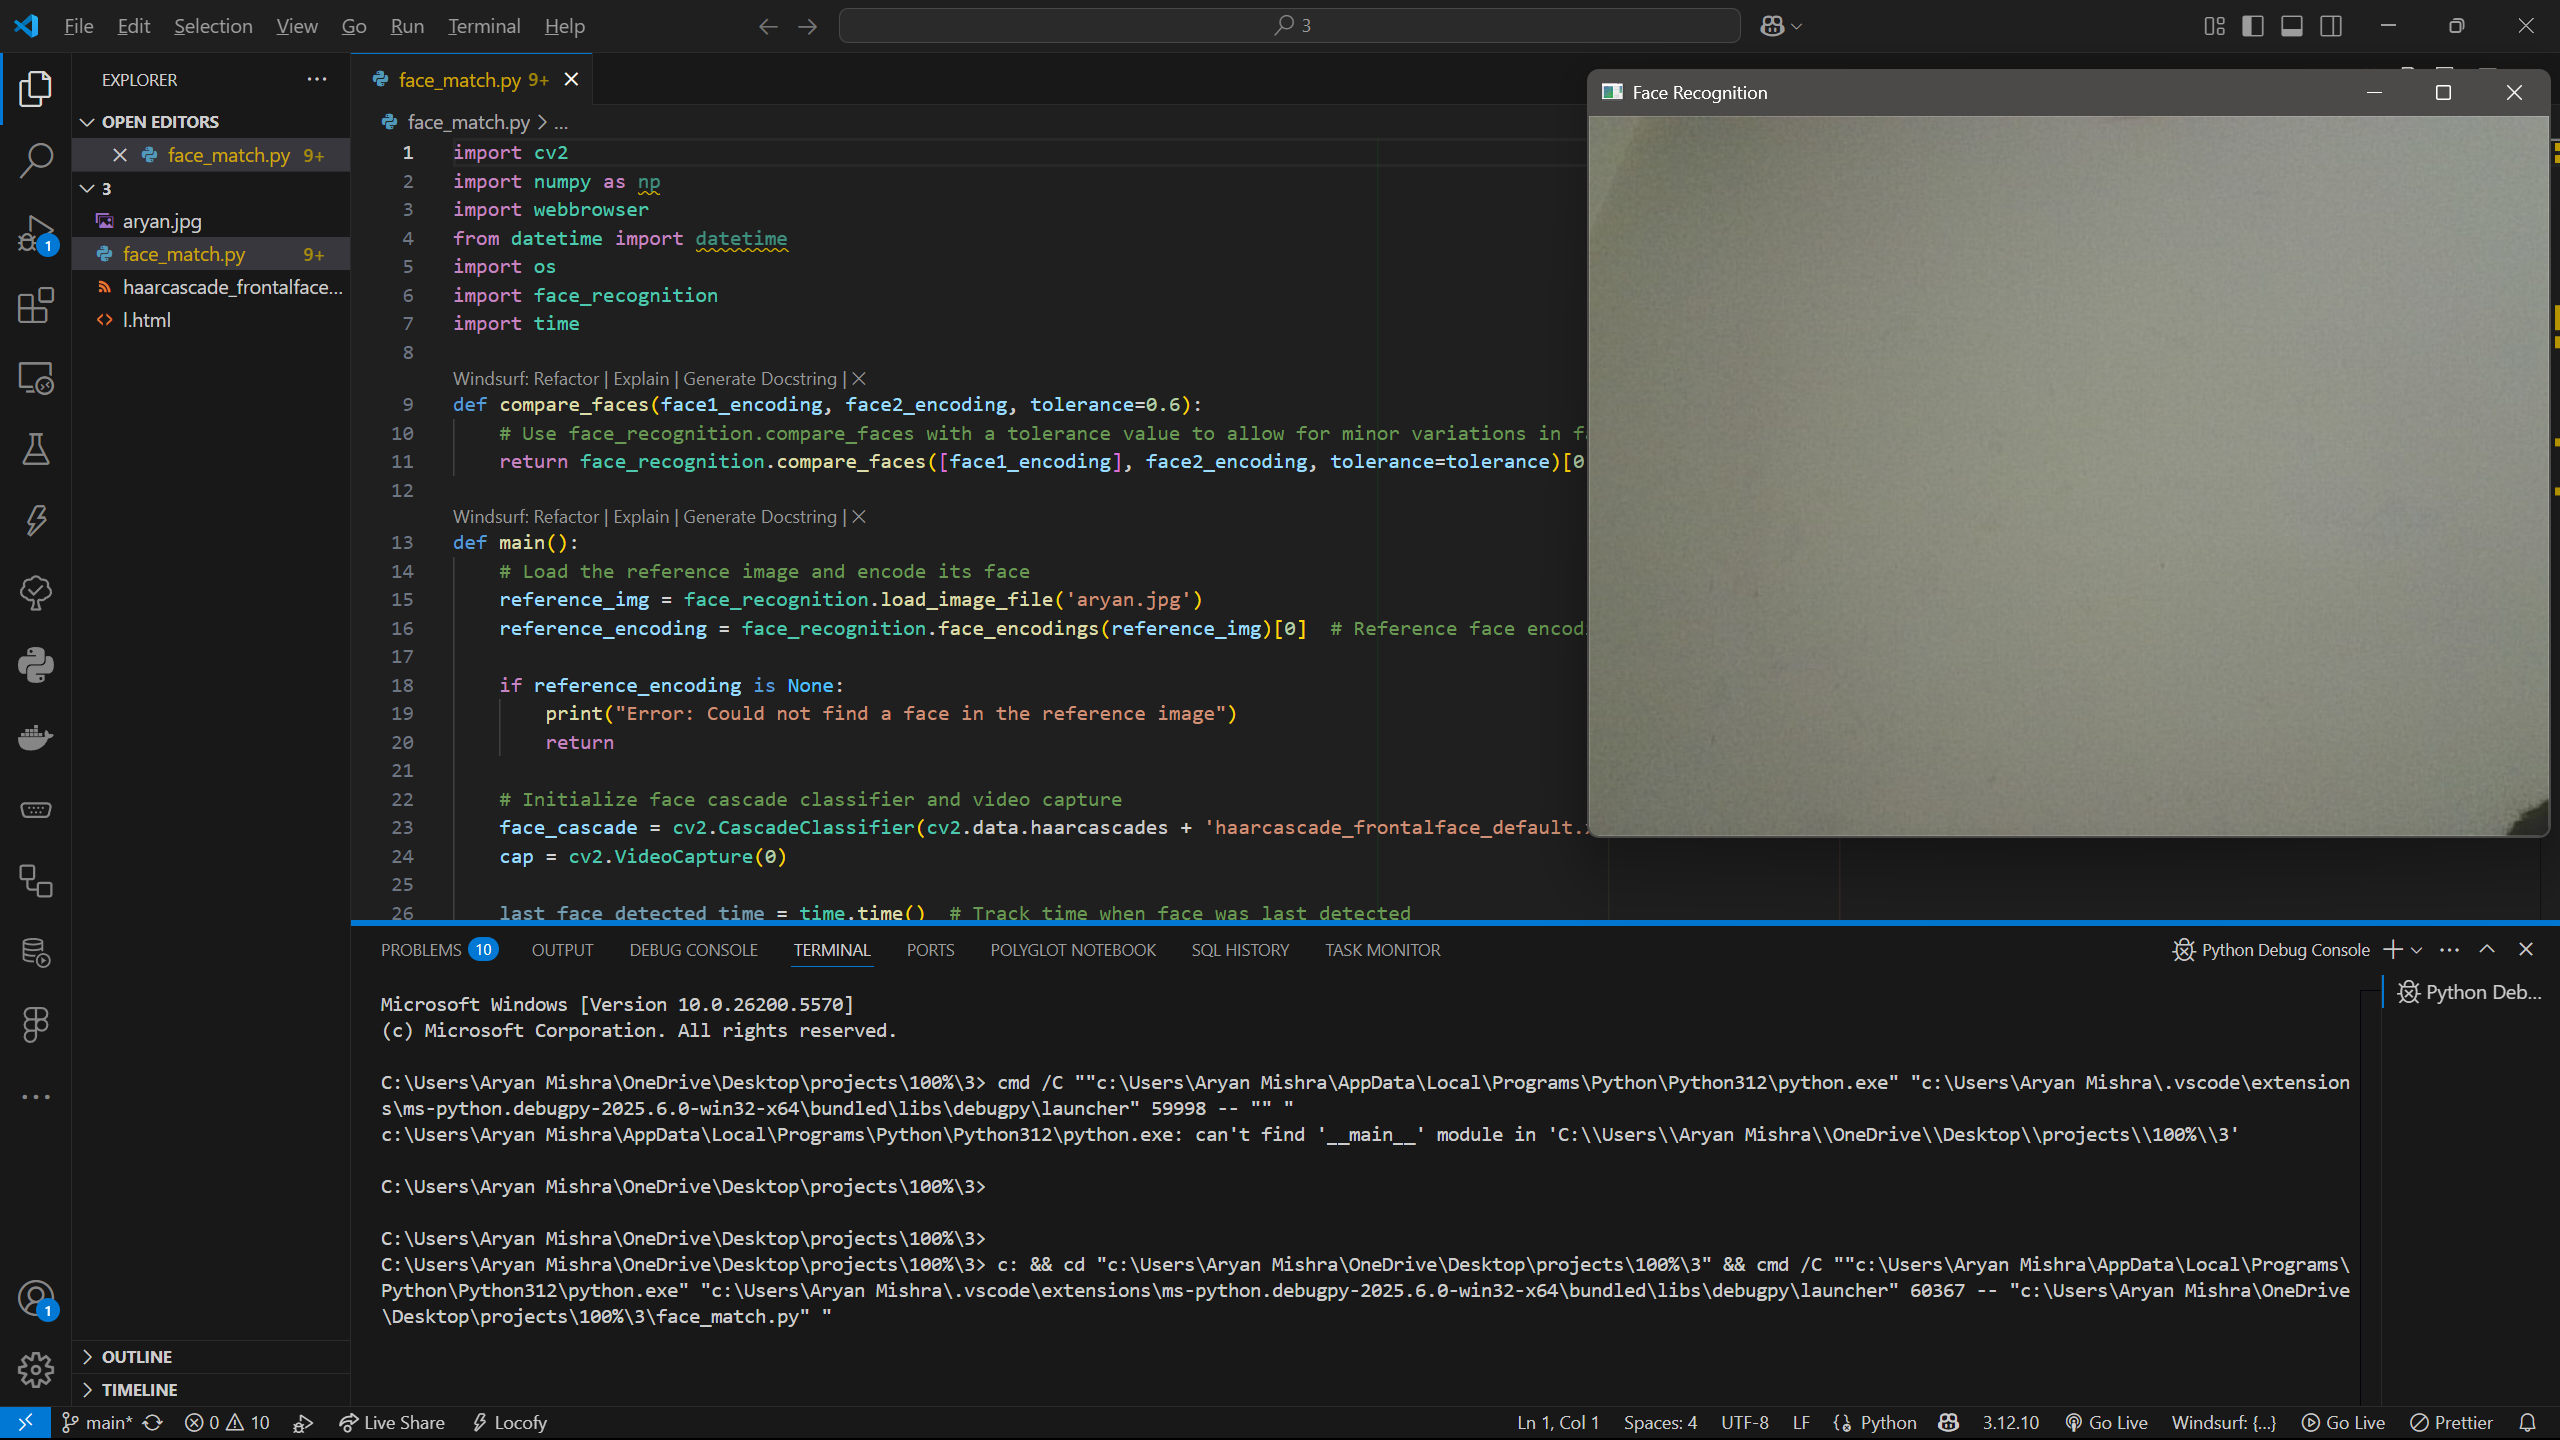 File Edit Selection View Go Run Terminal Help
3
EXPLORER
OPEN EDITORS
face_match.py 9+
3
aryan.jpg
face_match.py 9+
haarcascade_frontalface...
l.html
OUTLINE
TIMELINE
1
1
face_match.py 9+
face_match.py > ...
1 import cv2
2 import numpy as np
3 import webbrowser
4 from datetime import datetime
5 import os
6 import face_recognition
7 import time
8
Windsurf: Refactor | Explain | Generate Docstring | X
9 def compare_faces(face1_encoding, face2_encoding, tolerance=0.6):
10 # Use face_recognition.compare_faces with a tolerance value to allow for minor variations in
11 return face_recognition.compare_faces([face1_encoding], face2_encoding, tolerance=tolerance)[0
12
Windsurf: Refactor | Explain | Generate Docstring | X
13 def main():
14 # Load the reference image and encode its face
15 reference_img = face_recognition.load_image_file('aryan.jpg')
16 reference_encoding = face_recognition.face_encodings(reference_img)[0] # Reference face encod
17
18 if reference_encoding is None:
19 print("Error: Could not find a face in the reference image")
20 return
21
22 # Initialize face cascade classifier and video capture
23 face_cascade = cv2.CascadeClassifier(cv2.data.haarcascades + 'haarcascade_frontalface_default.
24 cap = cv2.VideoCapture(0)
25
26 last_face_detected_time = time.time() # Track time when face was last detected
Face Recognition
PROBLEMS 10 OUTPUT DEBUG CONSOLE TERMINAL PORTS POLYGLOT NOTEBOOK SQL HISTORY TASK MONITOR
Python Debug Console
Python Deb...
Microsoft Windows [Version 10.0.26200.5570]
(c) Microsoft Corporation. All rights reserved.
C:\Users\Aryan Mishra\OneDrive\Desktop\projects\100%\3> cmd /C ""c:\Users\Aryan Mishra\AppData\Local\Programs\Python\Python312\python.exe" "c:\Users\Aryan Mishra\.vscode\extension
s\ms-python.debugpy-2025.6.0-win32-x64\bundled\libs\debugpy\launcher" 59998 -- "" "
c:\Users\Aryan Mishra\AppData\Local\Programs\Python\Python312\python.exe: can't find '__main__' module in 'C:\\Users\\Aryan Mishra\\OneDrive\\Desktop\\projects\\100%\\3'
C:\Users\Aryan Mishra\OneDrive\Desktop\projects\100%\3>
C:\Users\Aryan Mishra\OneDrive\Desktop\projects\100%\3>
C:\Users\Aryan Mishra\OneDrive\Desktop\projects\100%\3> c: && cd "c:\Users\Aryan Mishra\OneDrive\Desktop\projects\100%\3" && cmd /C ""c:\Users\Aryan Mishra\AppData\Local\Programs\
Python\Python312\python.exe" "c:\Users\Aryan Mishra\.vscode\extensions\ms-python.debugpy-2025.6.0-win32-x64\bundled\libs\debugpy\launcher" 60367 -- "c:\Users\Aryan Mishra\OneDrive
\Desktop\projects\100%\3\face_match.py" "
main* 0 10 Live Share Locofy
Ln 1, Col 1 Spaces: 4 UTF-8 LF Python 3.12.10 Go Live Windsurf: {...} Go Live Prettier